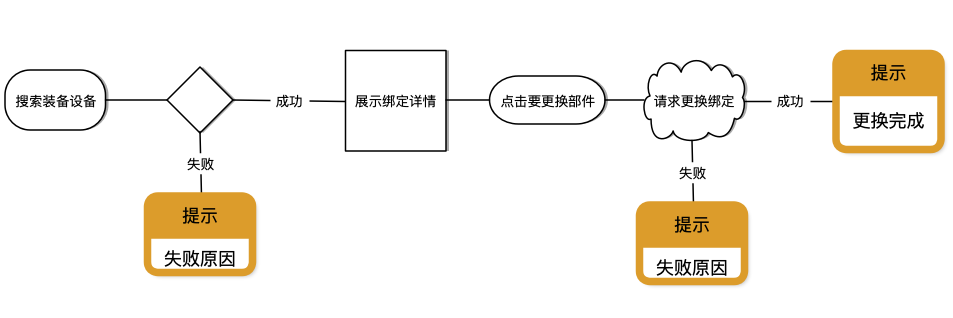 搜索装备设备
成功
展示绑定详情
点击要更换部件
请求更换绑定
成功
提示
更换完成
失败
提示
失败原因
失败
提示
失败原因